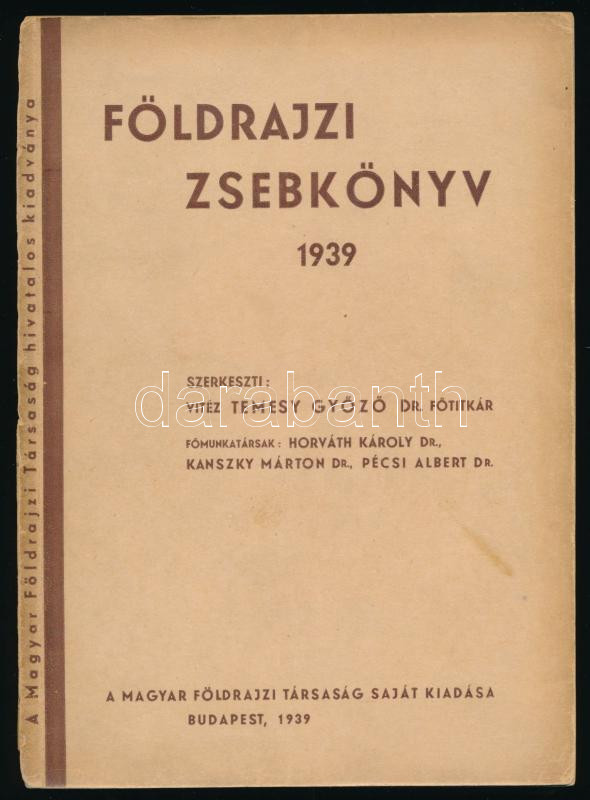 A Magyar Földrajzi Társaság hivatalos kiadványa
FÖLDRAJZI
ZSEBKÖNYV
1939
SZERKESZTI:
VITÉZ TEMESY GYŐZŐ DR. FŐTITKÁR
FŐMUNKATÁRSAK: HORVÁTH KÁROLY DR.,
KANSZKY MÁRTON DR., PÉCSI ALBERT DR.
darabanth
A MAGYAR FÖLDRAJZI TÁRSASÁG SAJÁT KIADÁSA
BUDAPEST, 1939